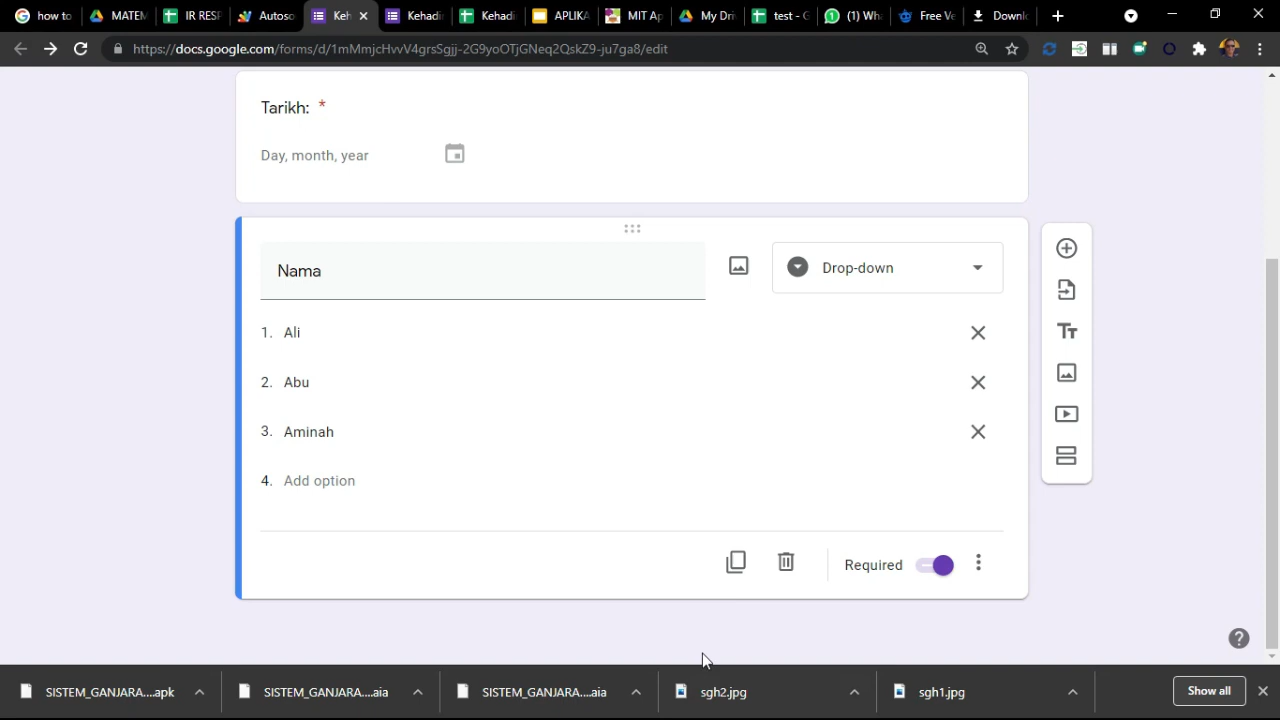 how to
MATEM
IR RESP
Autoso
Keh
Kehadi
Kehadi
APLIKA
MIT Ap
My Dri
test - G
(1) Wh
Free Ve
Downl
https://docs.google.com/forms/d/1mMmjcHvvV4grsSgjj-2G9yoOTjGNeq2QskZ9-ju7ga8/edit
Tarikh: *
Day, month, year
Nama
Drop-down
1. Ali
2. Abu
3. Aminah
4. Add option
Required
SISTEM_GANJARA....apk
SISTEM_GANJARA....aia
SISTEM_GANJARA....aia
sgh2.jpg
sgh1.jpg
Show all